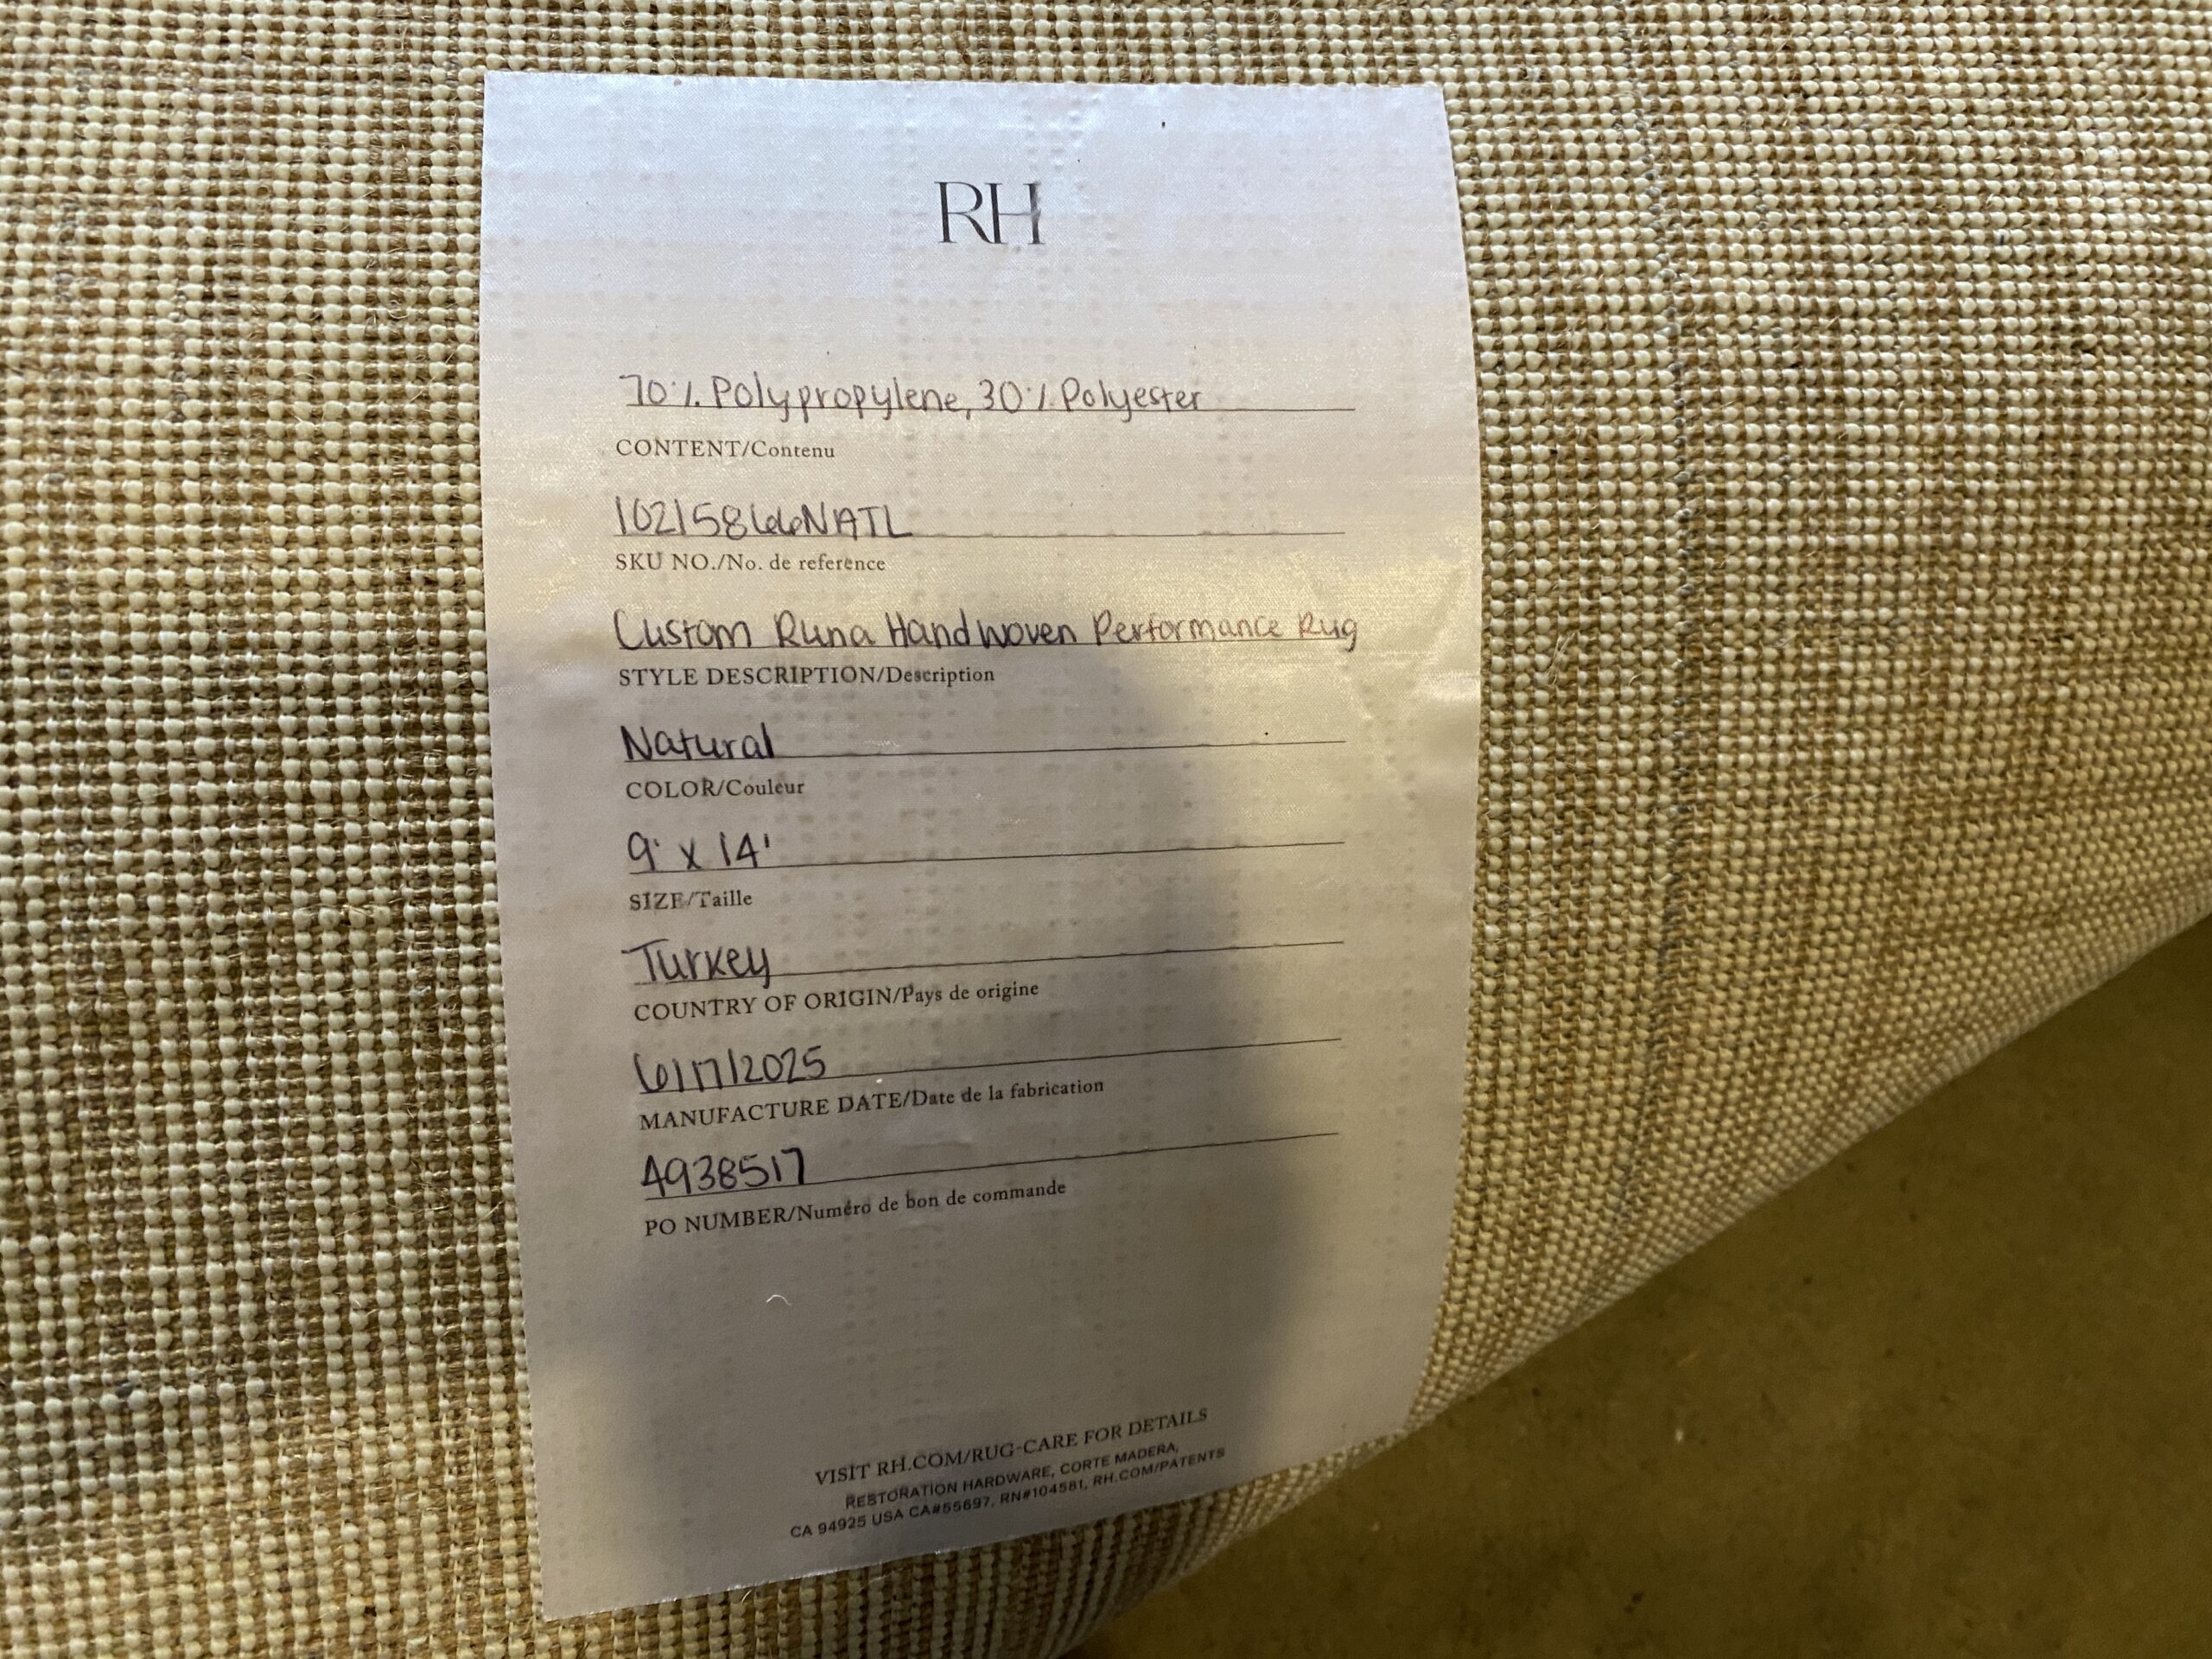 RH
70% Polypropylene, 30% Polyester
CONTENT/Contenu
10215866NATL
SKU NO./No. de reference
Custom Runa Handwoven Performance Rug
STYLE DESCRIPTION/Description
Natural
COLOR/Couleur
9' x 14'
SIZE/Taille
Turkey
COUNTRY OF ORIGIN/Pays de origine
6/17/2025
MANUFACTURE DATE/Date de la fabrication
4938517
PO NUMBER/Numéro de bon de commande
VISIT RH.COM/RUG-CARE FOR DETAILS
RESTORATION HARDWARE, CORTE MADERA,
CA 94925 USA CA#55697, RN#104581, RH.COM/PATENTS